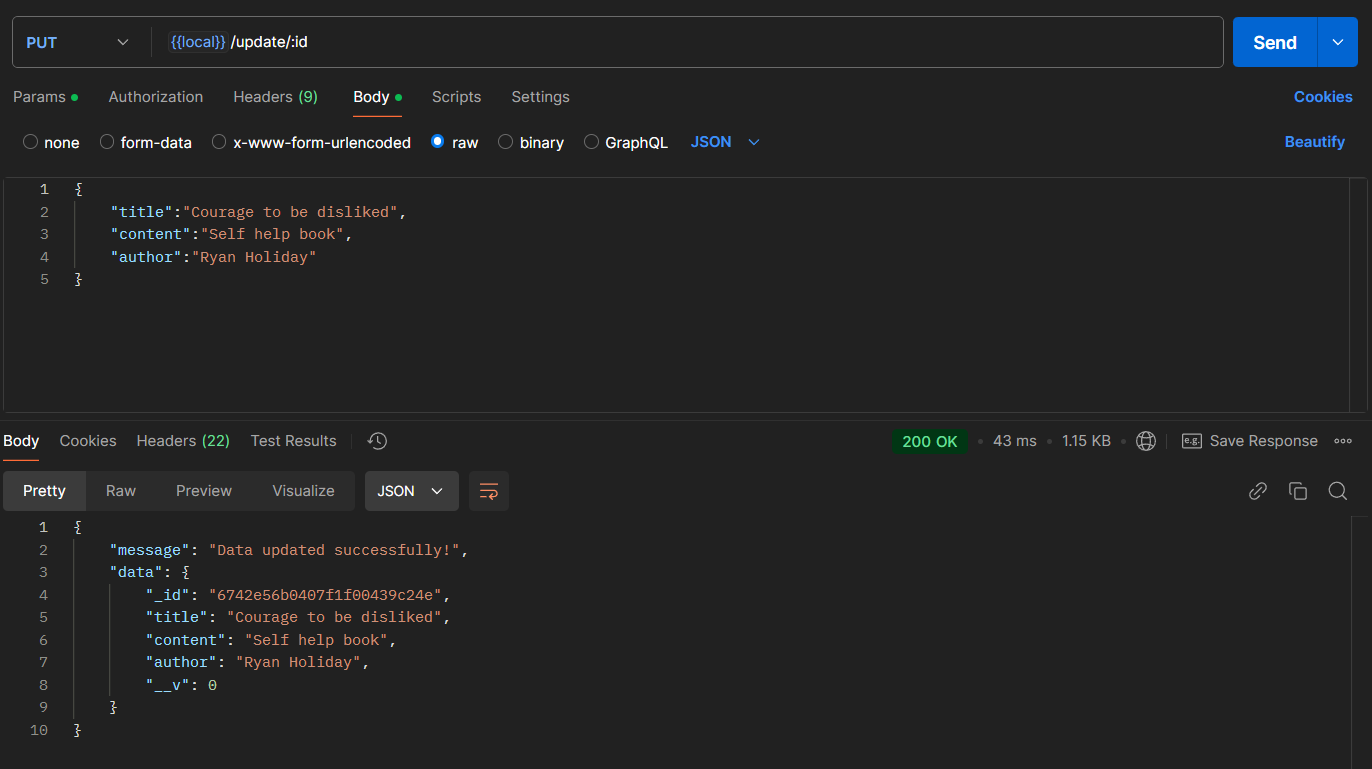 PUT {{local}} /update/:id Send
Params Authorization Headers (9) Body Scripts Settings Cookies
none form-data x-www-form-urlencoded raw binary GraphQL JSON Beautify
1 {
2 "title":"Courage to be disliked",
3 "content":"Self help book",
4 "author":"Ryan Holiday"
5 }
Body Cookies Headers (22) Test Results 200 OK 43 ms 1.15 KB e.g. Save Response
Pretty Raw Preview Visualize JSON
1 {
2 "message": "Data updated successfully!",
3 "data": {
4 "_id": "6742e56b0407f1f00439c24e",
5 "title": "Courage to be disliked",
6 "content": "Self help book",
7 "author": "Ryan Holiday",
8 "__v": 0
9 }
10 }